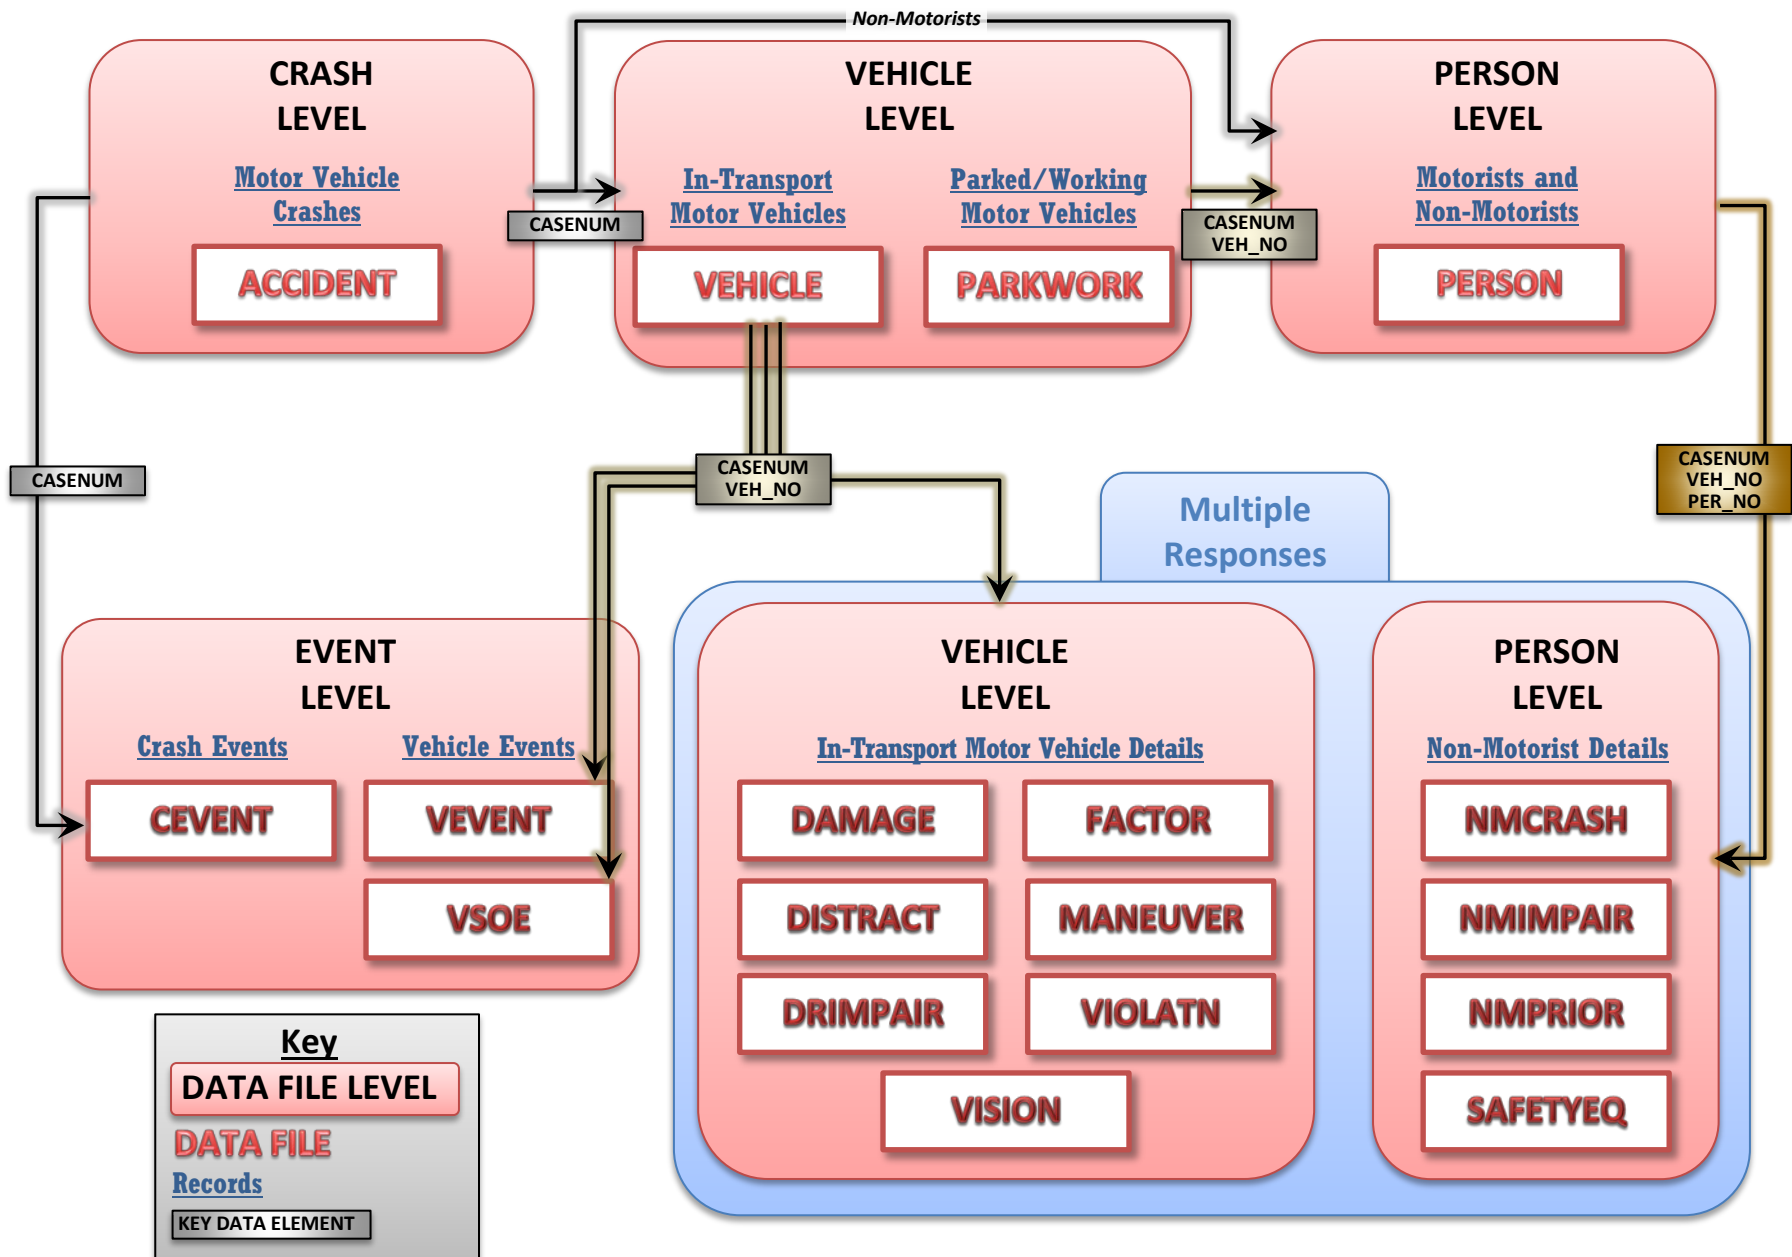 Non-Motorists
CRASH
LEVEL
Motor Vehicle
Crashes
ACCIDENT
CASENUM
VEHICLE
LEVEL
In-Transport
Motor Vehicles
VEHICLE
Parked/Working
Motor Vehicles
PARKWORK
CASENUM
VEH_NO
PERSON
LEVEL
Motorists and
Non-Motorists
PERSON
CASENUM
CASENUM
VEH_NO
CASENUM
VEH_NO
PER_NO
EVENT
LEVEL
Crash Events
CEVENT
Vehicle Events
VEVENT
VSOE
Multiple
Responses
VEHICLE
LEVEL
In-Transport Motor Vehicle Details
DAMAGE
FACTOR
DISTRACT
MANEUVER
DRIMPAIR
VIOLATN
VISION
PERSON
LEVEL
Non-Motorist Details
NMCRASH
NMIMPAIR
NMPRIOR
SAFETYEQ
Key
DATA FILE LEVEL
DATA FILE
Records
KEY DATA ELEMENT